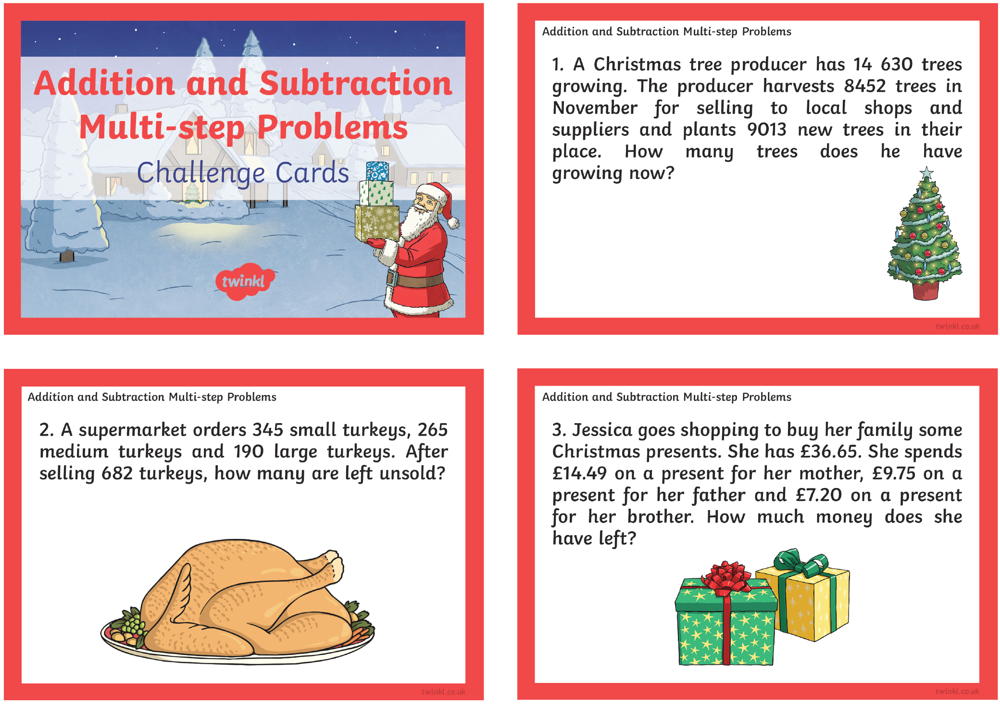 Addition and Subtraction
Multi-step Problems
Challenge Cards
twinkl
Addition and Subtraction Multi-step Problems
1. A Christmas tree producer has 14 630 trees
growing. The producer harvests 8452 trees in
November for selling to local shops and
suppliers and plants 9013 new trees in their
place. How many trees does he have
growing now?
twinkl.co.uk
Addition and Subtraction Multi-step Problems
2. A supermarket orders 345 small turkeys, 265
medium turkeys and 190 large turkeys. After
selling 682 turkeys, how many are left unsold?
twinkl.co.uk
Addition and Subtraction Multi-step Problems
3. Jessica goes shopping to buy her family some
Christmas presents. She has £36.65. She spends
£14.49 on a present for her mother, £9.75 on a
present for her father and £7.20 on a present
for her brother. How much money does she
have left?
twinkl.co.uk